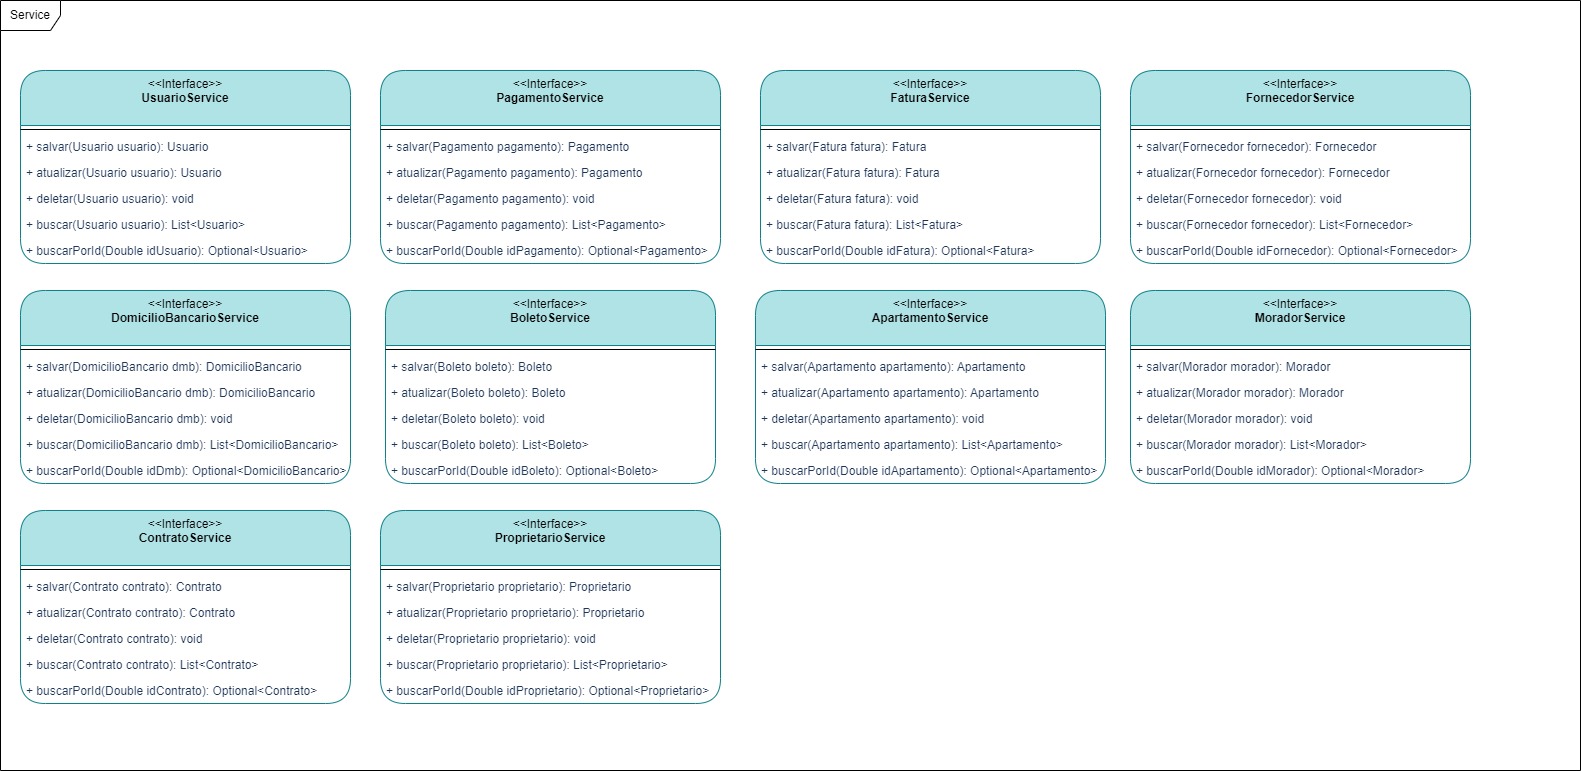 Service
<<Interface>>
UsuarioService
+ salvar(Usuario usuario): Usuario
+ atualizar(Usuario usuario): Usuario
+ deletar(Usuario usuario): void
+ buscar(Usuario usuario): List<Usuario>
+ buscarPorId(Double idUsuario): Optional<Usuario>
<<Interface>>
PagamentoService
+ salvar(Pagamento pagamento): Pagamento
+ atualizar(Pagamento pagamento): Pagamento
+ deletar(Pagamento pagamento): void
+ buscar(Pagamento pagamento): List<Pagamento>
+ buscarPorId(Double idPagamento): Optional<Pagamento>
<<Interface>>
FaturaService
+ salvar(Fatura fatura): Fatura
+ atualizar(Fatura fatura): Fatura
+ deletar(Fatura fatura): void
+ buscar(Fatura fatura): List<Fatura>
+ buscarPorId(Double idFatura): Optional<Fatura>
<<Interface>>
FornecedorService
+ salvar(Fornecedor fornecedor): Fornecedor
+ atualizar(Fornecedor fornecedor): Fornecedor
+ deletar(Fornecedor fornecedor): void
+ buscar(Fornecedor fornecedor): List<Fornecedor>
+ buscarPorId(Double idFornecedor): Optional<Fornecedor>
<<Interface>>
DomicilioBancarioService
+ salvar(DomicilioBancario dmb): DomicilioBancario
+ atualizar(DomicilioBancario dmb): DomicilioBancario
+ deletar(DomicilioBancario dmb): void
+ buscar(DomicilioBancario dmb): List<DomicilioBancario>
+ buscarPorId(Double idDmb): Optional<DomicilioBancario>
<<Interface>>
BoletoService
+ salvar(Boleto boleto): Boleto
+ atualizar(Boleto boleto): Boleto
+ deletar(Boleto boleto): void
+ buscar(Boleto boleto): List<Boleto>
+ buscarPorId(Double idBoleto): Optional<Boleto>
<<Interface>>
ApartamentoService
+ salvar(Apartamento apartamento): Apartamento
+ atualizar(Apartamento apartamento): Apartamento
+ deletar(Apartamento apartamento): void
+ buscar(Apartamento apartamento): List<Apartamento>
+ buscarPorId(Double idApartamento): Optional<Apartamento>
<<Interface>>
MoradorService
+ salvar(Morador morador): Morador
+ atualizar(Morador morador): Morador
+ deletar(Morador morador): void
+ buscar(Morador morador): List<Morador>
+ buscarPorId(Double idMorador): Optional<Morador>
<<Interface>>
ContratoService
+ salvar(Contrato contrato): Contrato
+ atualizar(Contrato contrato): Contrato
+ deletar(Contrato contrato): void
+ buscar(Contrato contrato): List<Contrato>
+ buscarPorId(Double idContrato): Optional<Contrato>
<<Interface>>
ProprietarioService
+ salvar(Proprietario proprietario): Proprietario
+ atualizar(Proprietario proprietario): Proprietario
+ deletar(Proprietario proprietario): void
+ buscar(Proprietario proprietario): List<Proprietario>
+ buscarPorId(Double idProprietario): Optional<Proprietario>